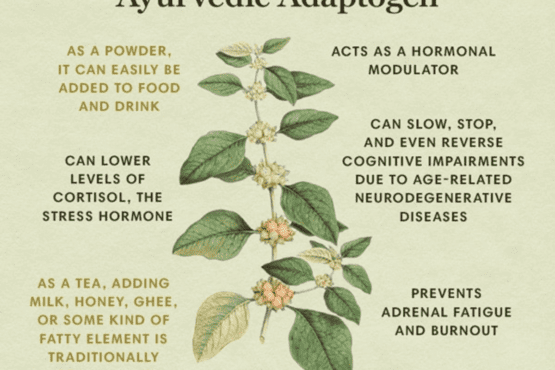 Ayurvedic Adaptogen
AS A POWDER,
IT CAN EASILY BE
ADDED TO FOOD
AND DRINK
ACTS AS A HORMONAL
MODULATOR
CAN LOWER
LEVELS OF
CORTISOL, THE
STRESS HORMONE
CAN SLOW, STOP,
AND EVEN REVERSE
COGNITIVE IMPAIRMENTS
DUE TO AGE-RELATED
NEURODEGENERATIVE
DISEASES
AS A TEA, ADDING
MILK, HONEY, GHEE,
OR SOME KIND OF
FATTY ELEMENT IS
TRADITIONALLY
PREVENTS
ADRENAL FATIGUE
AND BURNOUT